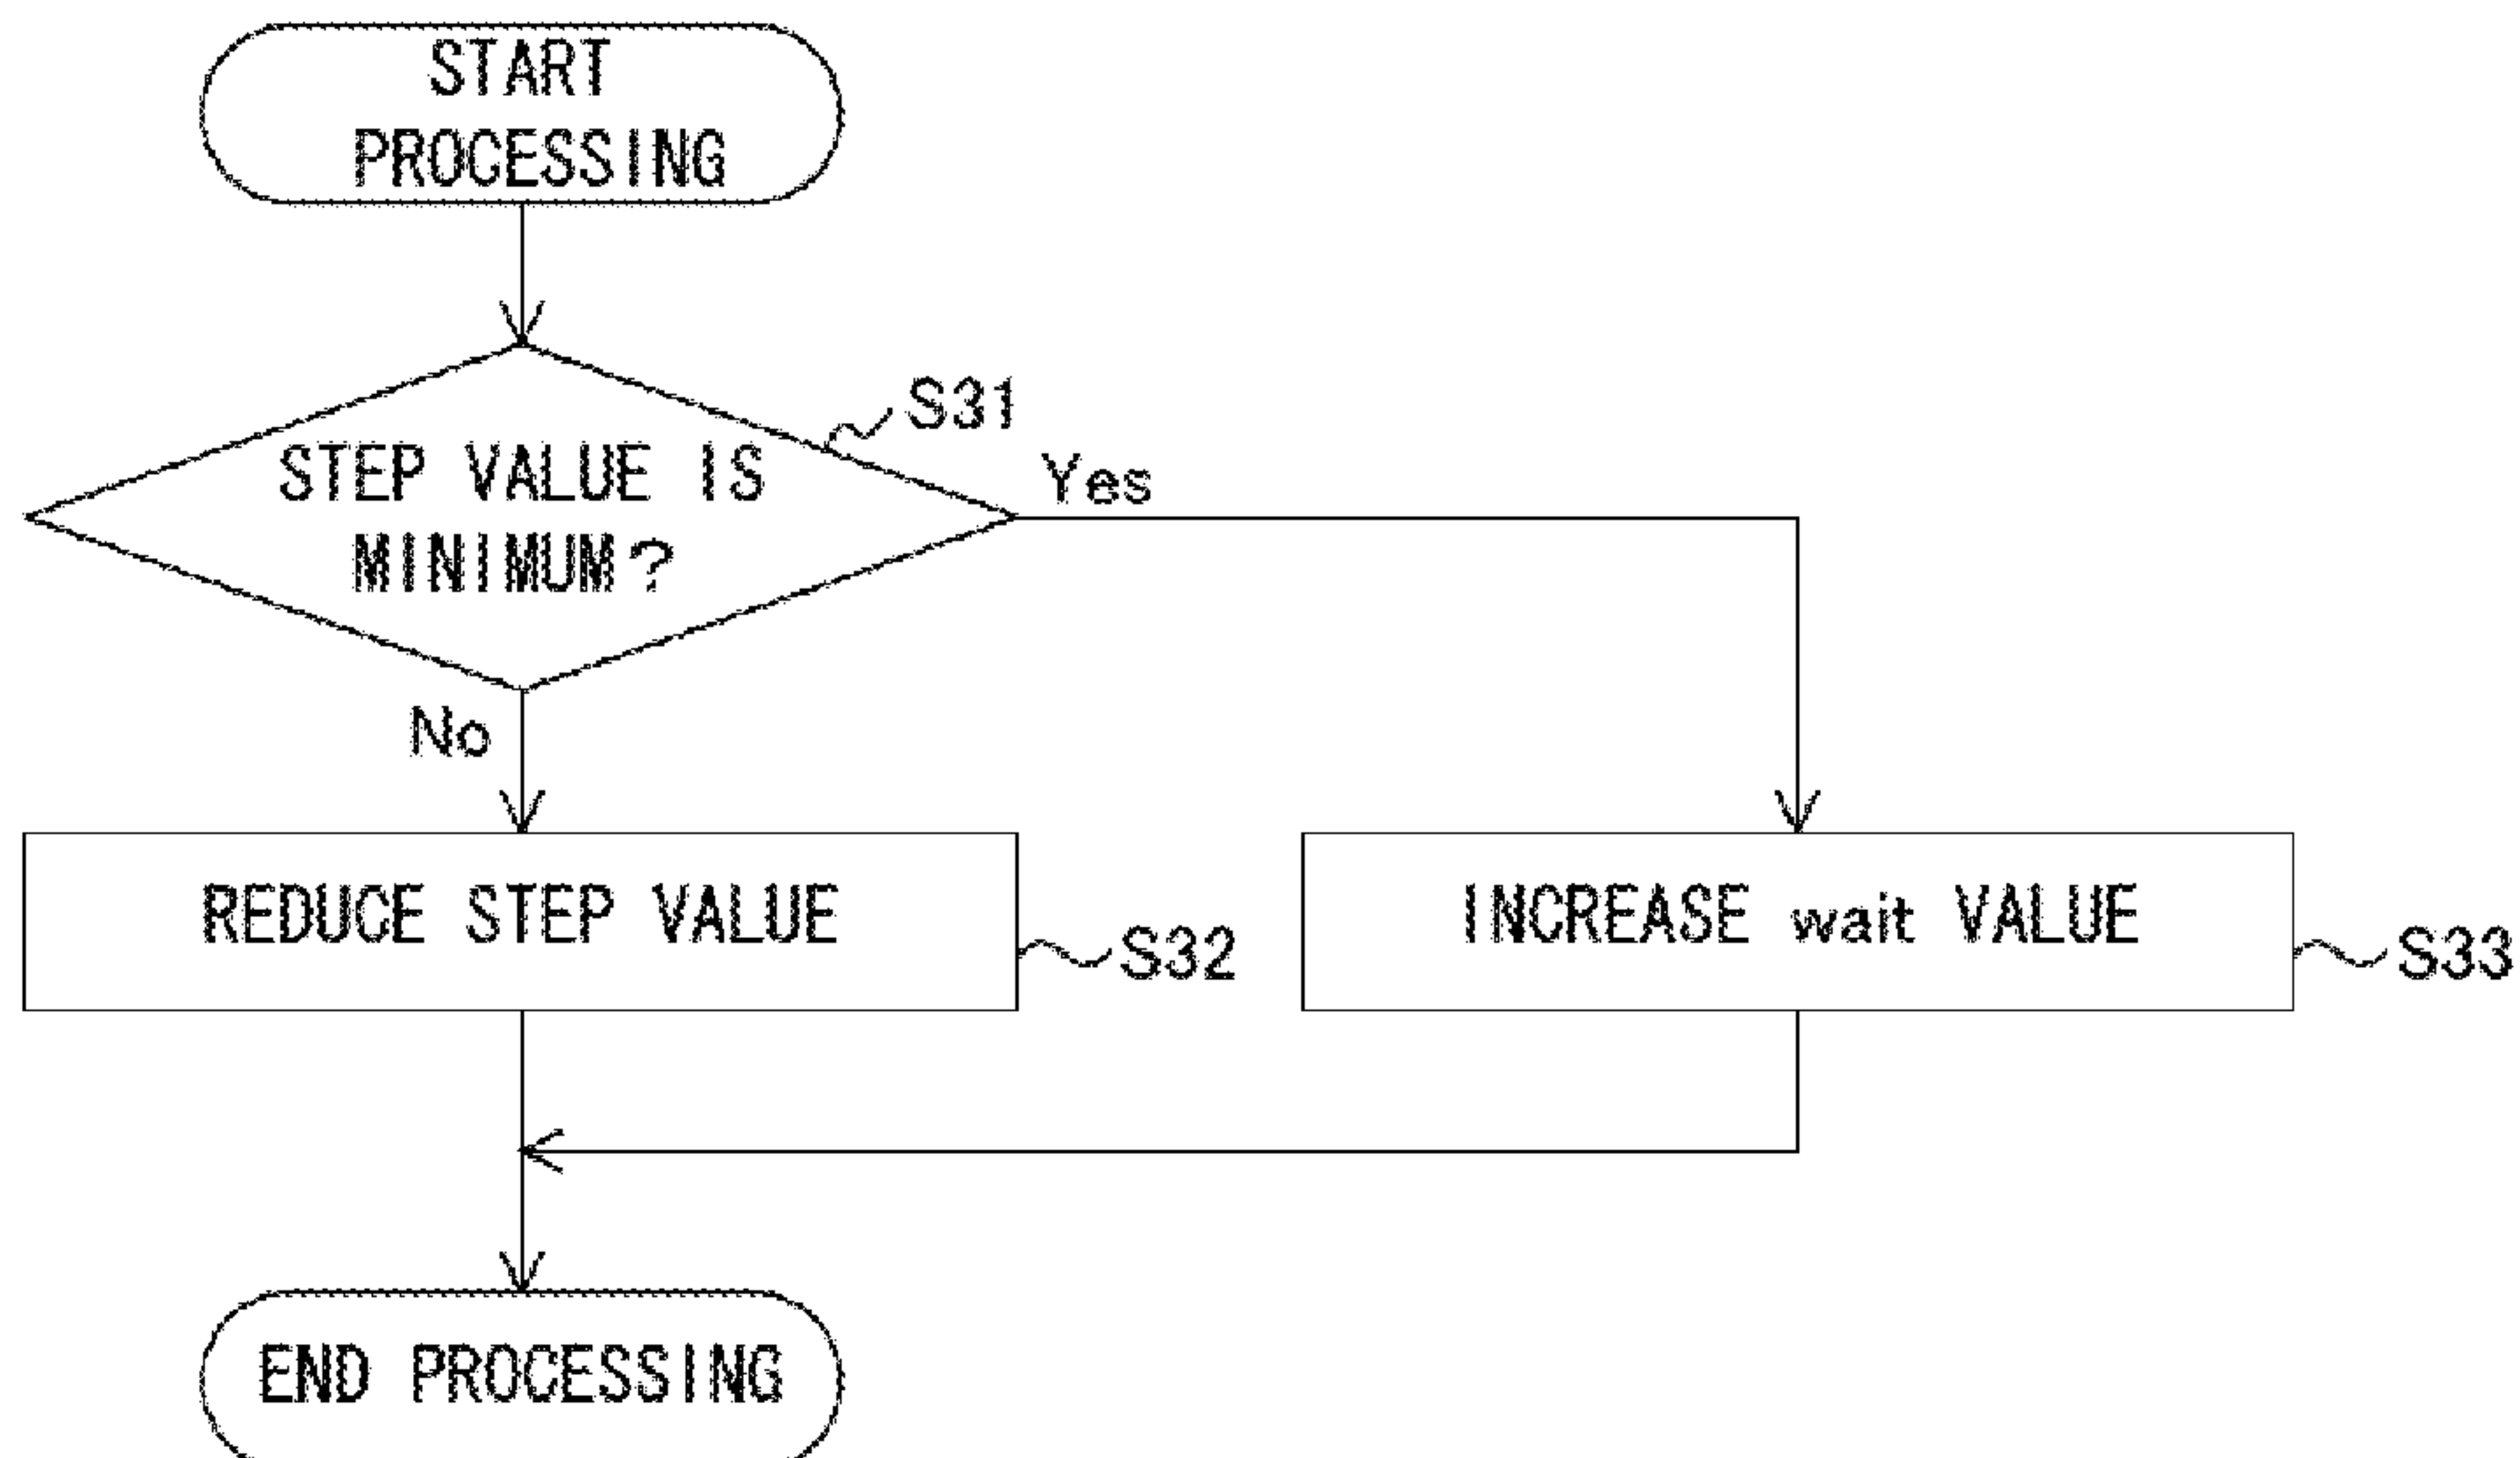 START
PROCESSING
S31
STEP VALUE IS
MINIMUM?
Yes
No
REDUCE STEP VALUE
S32
INCREASE wait VALUE
S33
END PROCESSING